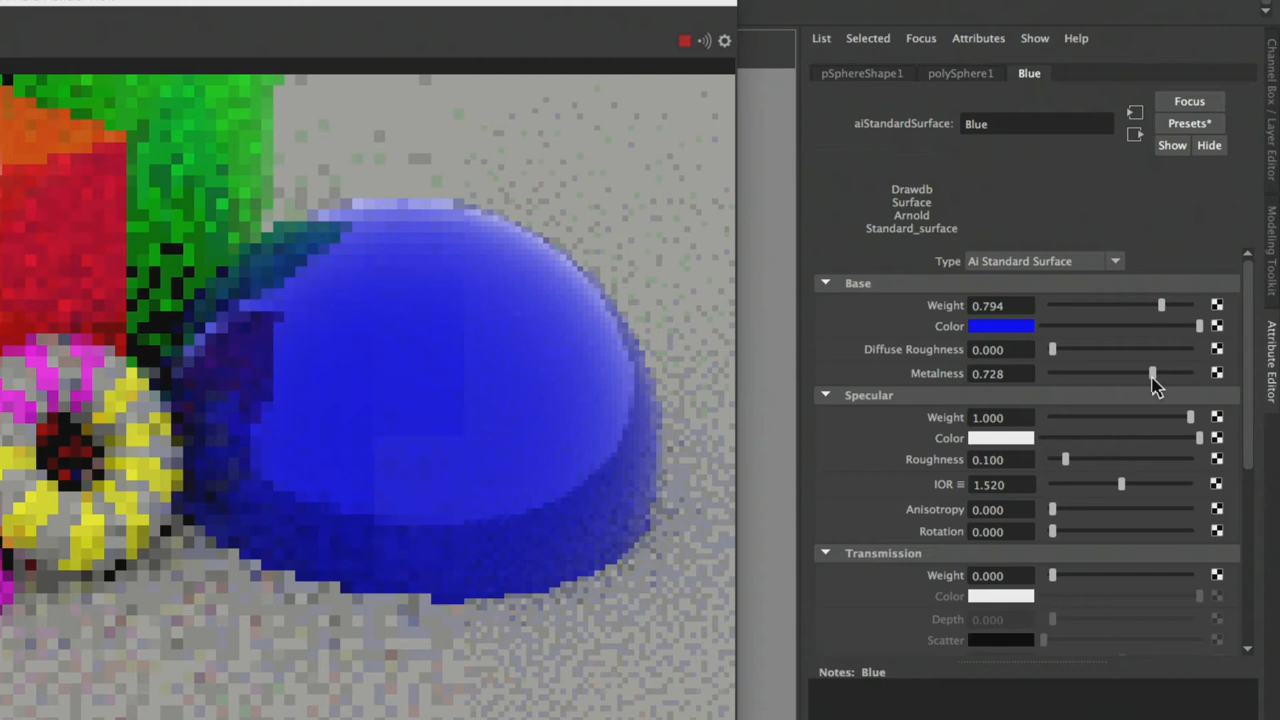 List Selected Focus Attributes Show Help
pSphereShape1 polySphere1 Blue
Focus
aiStandardSurface: Blue
Presets*
Show Hide
Drawdb
Surface
Arnold
Standard_surface
Type Ai Standard Surface
Base
Weight 0.794
Color
Diffuse Roughness 0.000
Metalness 0.728
Specular
Weight 1.000
Color
Roughness 0.100
IOR 1.520
Anisotropy 0.000
Rotation 0.000
Transmission
Weight 0.000
Color
Depth 0.000
Scatter
Notes: Blue
Channel Box / Layer Editor
Modeling Toolkit
Attribute Editor